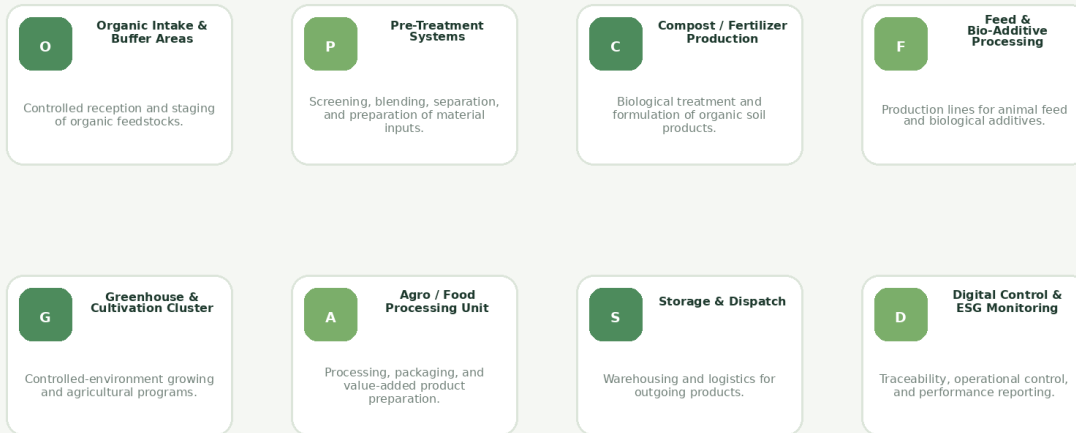 O
Organic Intake &
Buffer Areas
Controlled reception and staging
of organic feedstocks.
P
Pre-Treatment
Systems
Screening, blending, separation,
and preparation of material
inputs.
C
Compost / Fertilizer
Production
Biological treatment and
formulation of organic soil
products.
F
Feed &
Bio-Additive
Processing
Production lines for animal feed
and biological additives.
G
Greenhouse &
Cultivation Cluster
Controlled-environment growing
and agricultural programs.
A
Agro / Food
Processing Unit
Processing, packaging, and
value-added product
preparation.
S
Storage & Dispatch
Warehousing and logistics for
outgoing products.
D
Digital Control &
ESG Monitoring
Traceability, operational control,
and performance reporting.